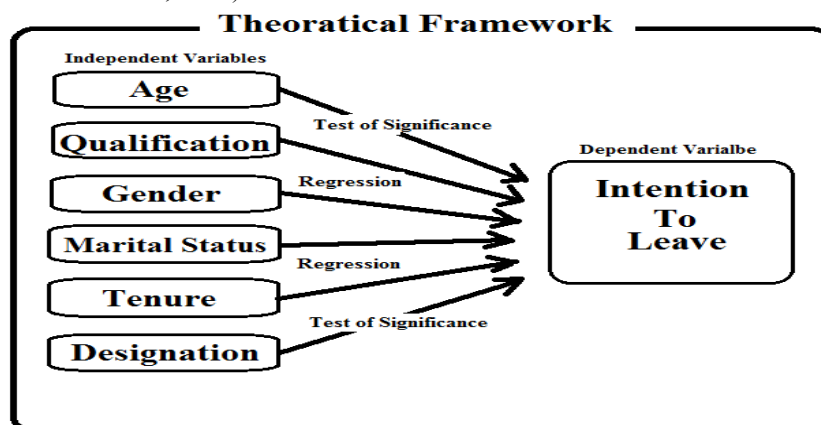 Theoratical Framework
Independent Variables
Age
Test of Significance
Qualification
Dependent Varialbe
Regression
Gender
Intention
To
Leave
Marital Status
Regression
Tenure
Test of Significance
Designation